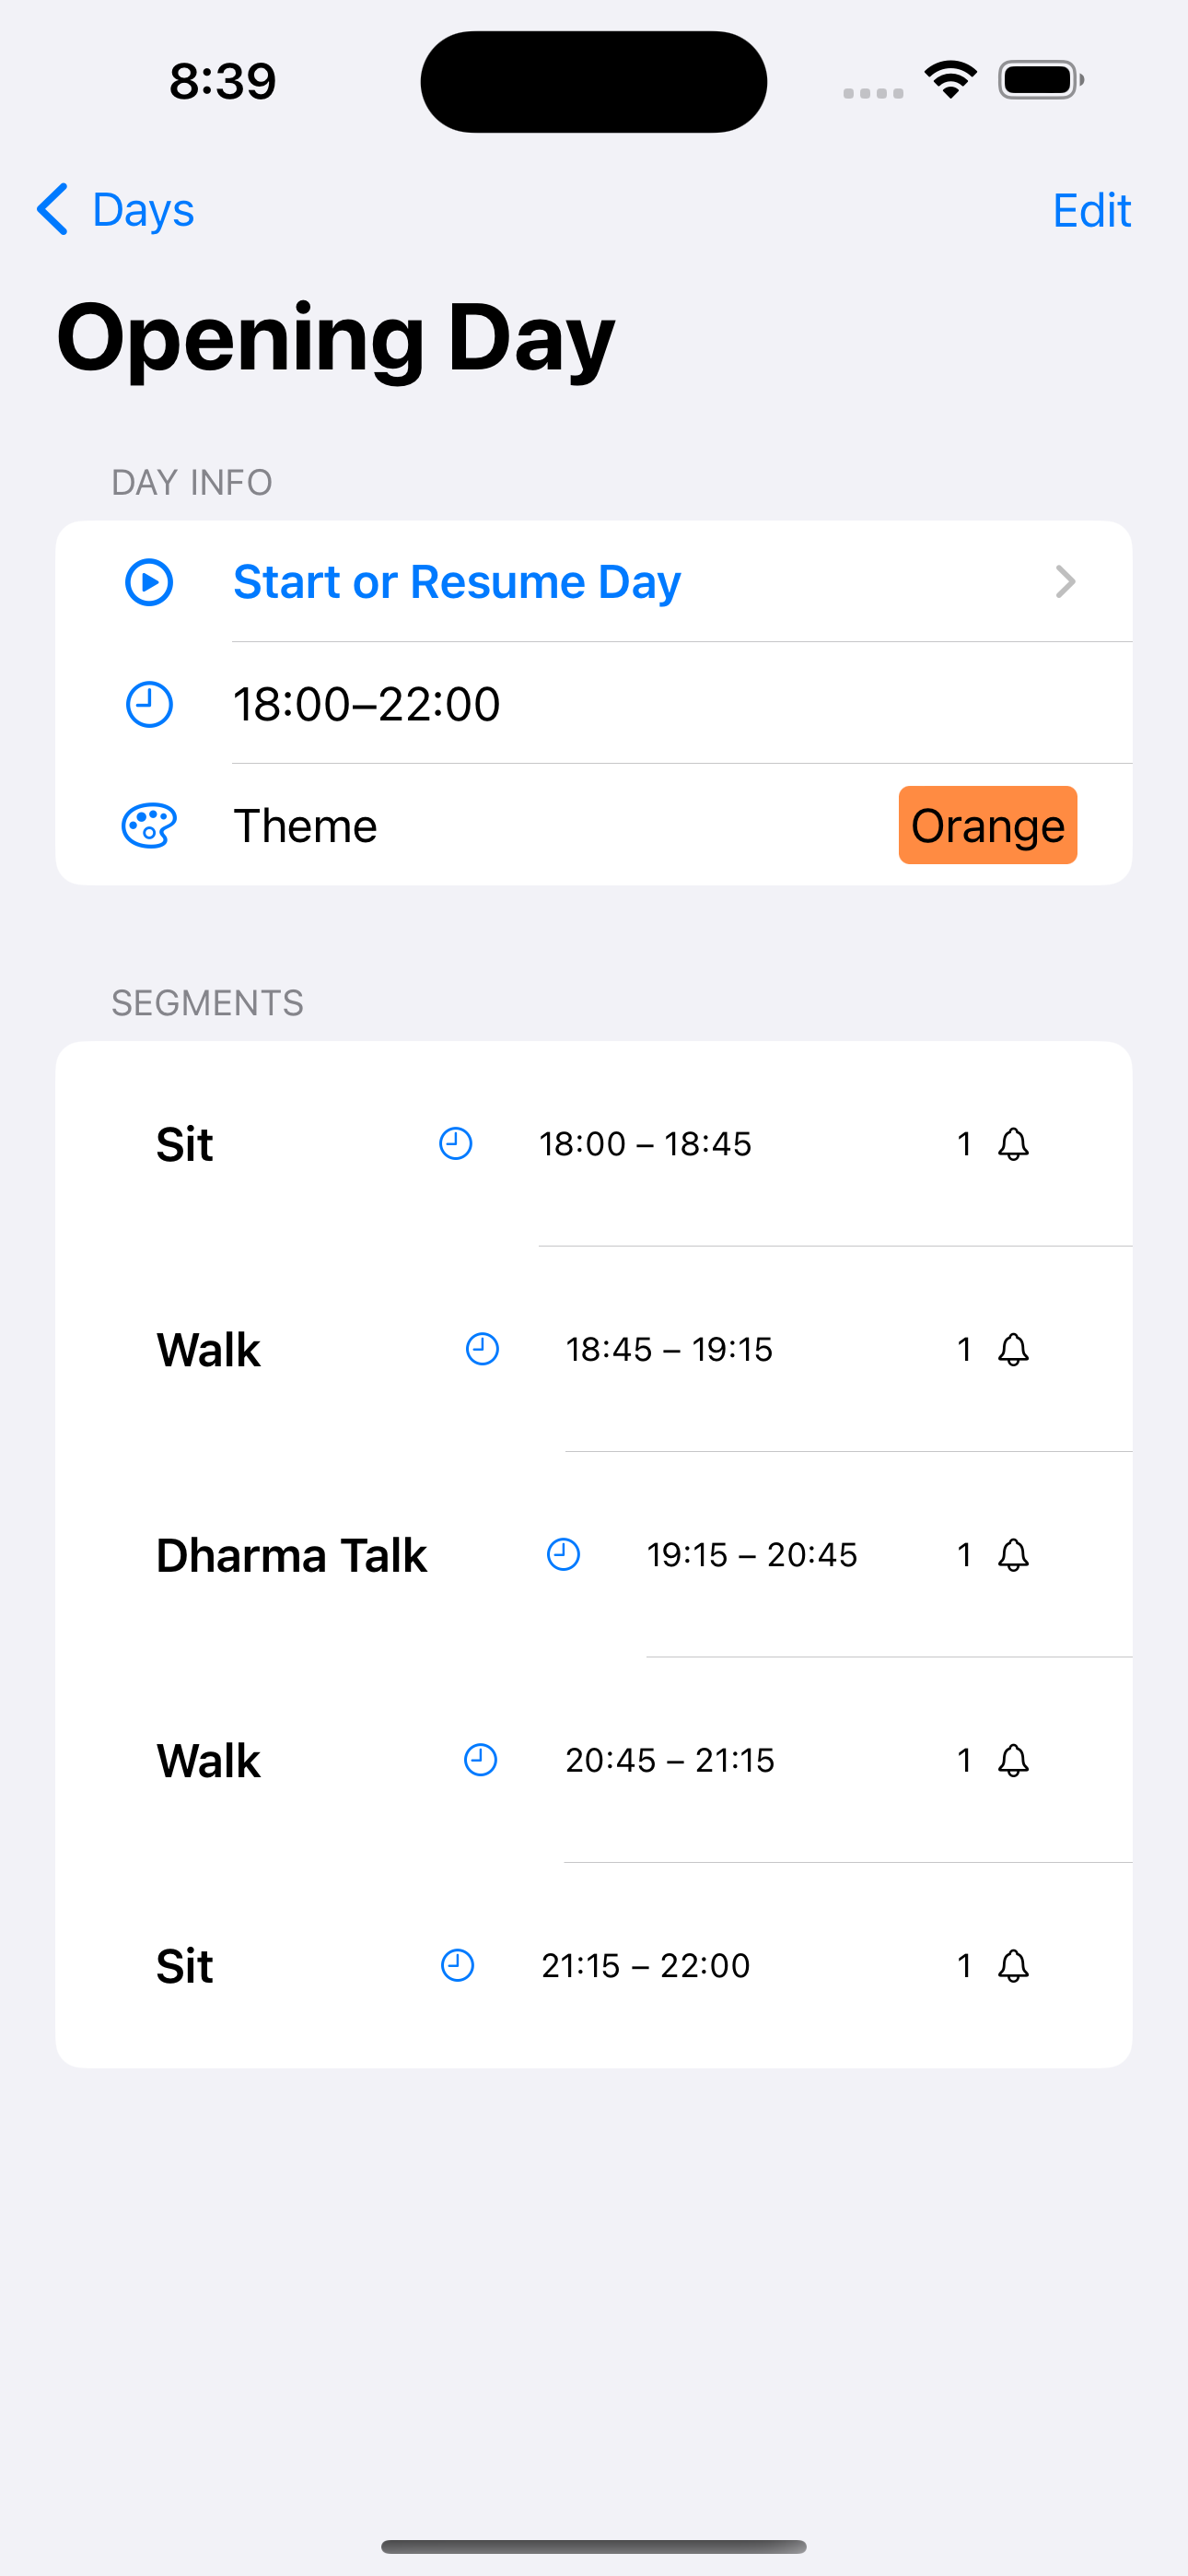 8:39
Days
Edit
Opening Day
DAY INFO
Start or Resume Day
18:00–22:00
Theme
Orange
SEGMENTS
Sit 18:00 – 18:45 1
Walk 18:45 – 19:15 1
Dharma Talk 19:15 – 20:45 1
Walk 20:45 – 21:15 1
Sit 21:15 – 22:00 1